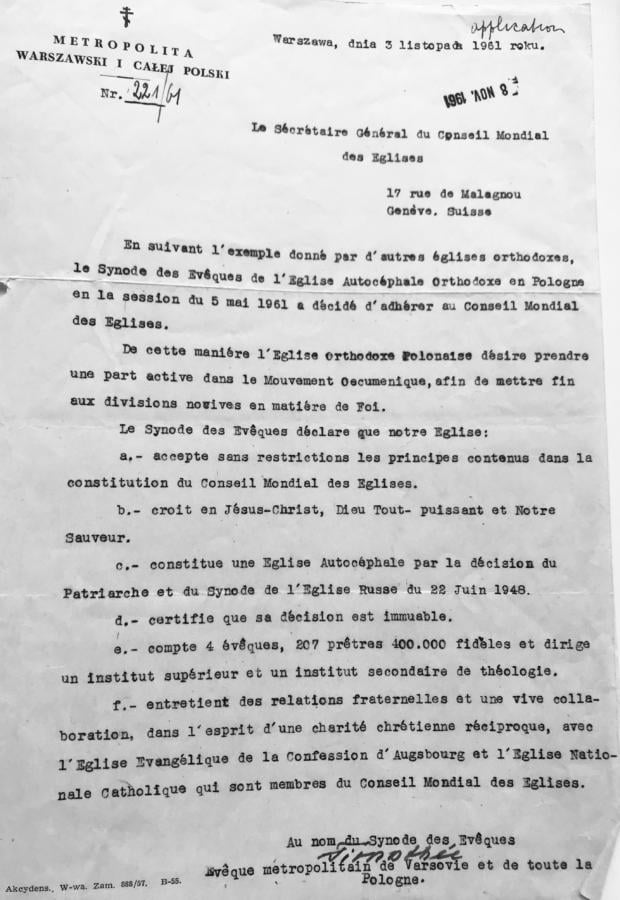 application
METROPOLITA
WARSZAWSKI I CAŁEJ POLSKI
Nr. 221/61
Warszawa, dnia 3 listopada 1961 roku.
8 NOV. 1961
Le Sécrétaire Général du Conseil Mondial
des Eglises
17 rue de Malagnou
Genéve. Suisse
En suivant l'exemple donné par d'autres églises orthodoxes,
le Synode des Evêques de l'Eglise Autocéphale Orthodoxe en Pologne
en la session du 5 mai 1961 a décidé d'adhérer au Conseil Mondial
des Eglises.
De cette maniére l'Eglise Orthodoxe Polonaise désire prendre
une part active dans le Mouvement Oecumenique, afin de mettre fin
aux divisions nocives en matiére de Foi.
Le Synode des Evêques déclare que notre Eglise:
a.- accepte sans restrictions les principes contenus dans la
constitution du Conseil Mondial des Eglises.
b.- croit en Jésus-Christ, Dieu Tout- puissant et Notre
Sauveur.
c.- constitue une Eglise Autocéphale par la décision du
Patriarche et du Synode de l'Eglise Russe du 22 Juin 1948.
d.- certifie que sa décision est immuable.
e.- compte 4 évêques, 207 prêtres 400.000 fidèles et dirige
un institut supérieur et un institut secondaire de théologie.
f.- entretient des relations fraternelles et une vive colla-
boration, dans l'esprit d'une charité chrétienne réciproque, avec
l'Eglise Evangélique de la Confession d'Augsbourg et l'Eglise Natio-
nale Catholique qui sont membres du Conseil Mondial des Eglises.
Au nom du Synode des Evêques
Timothée
Evêque métropolitain de Varsovie et de toute la
Pologne.
Akcydens., W-wa. Zam. 888/57. B-55.